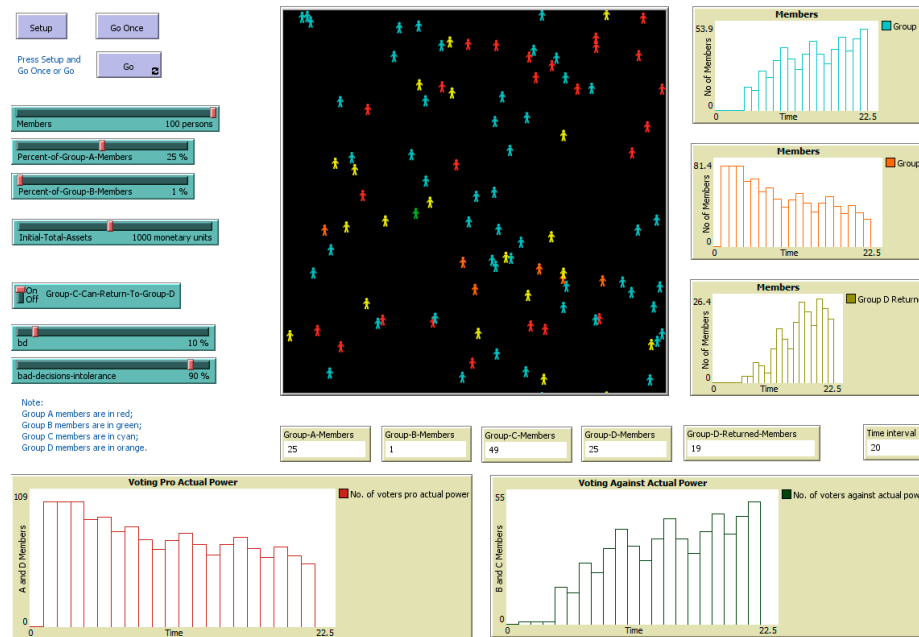 Setup
Go Once
Press Setup and
Go Once or Go
Go
Members
100 persons
Percent-of-Group-A-Members
25 %
Percent-of-Group-B-Members
1 %
Initial-Total-Assets
1000 monetary units
On
Off
Group-C-Can-Return-To-Group-D
bd
10 %
bad-decisions-intolerance
90 %
Note:
Group A members are in red;
Group B members are in green;
Group C members are in cyan;
Group D members are in orange.
Members
53.9
No of Members
0
0
Time
22.5
Group
Members
81.4
No of Members
0
0
Time
22.5
Group
Members
26.4
No of Members
0
0
Time
22.5
Group D Returned
Group-A-Members
25
Group-B-Members
1
Group-C-Members
49
Group-D-Members
25
Group-D-Returned-Members
19
Time interval
20
Voting Pro Actual Power
109
A and D Members
0
0
Time
22.5
No. of voters pro actual power
Voting Against Actual Power
55
B and C Members
0
0
Time
22.5
No. of voters against actual pow